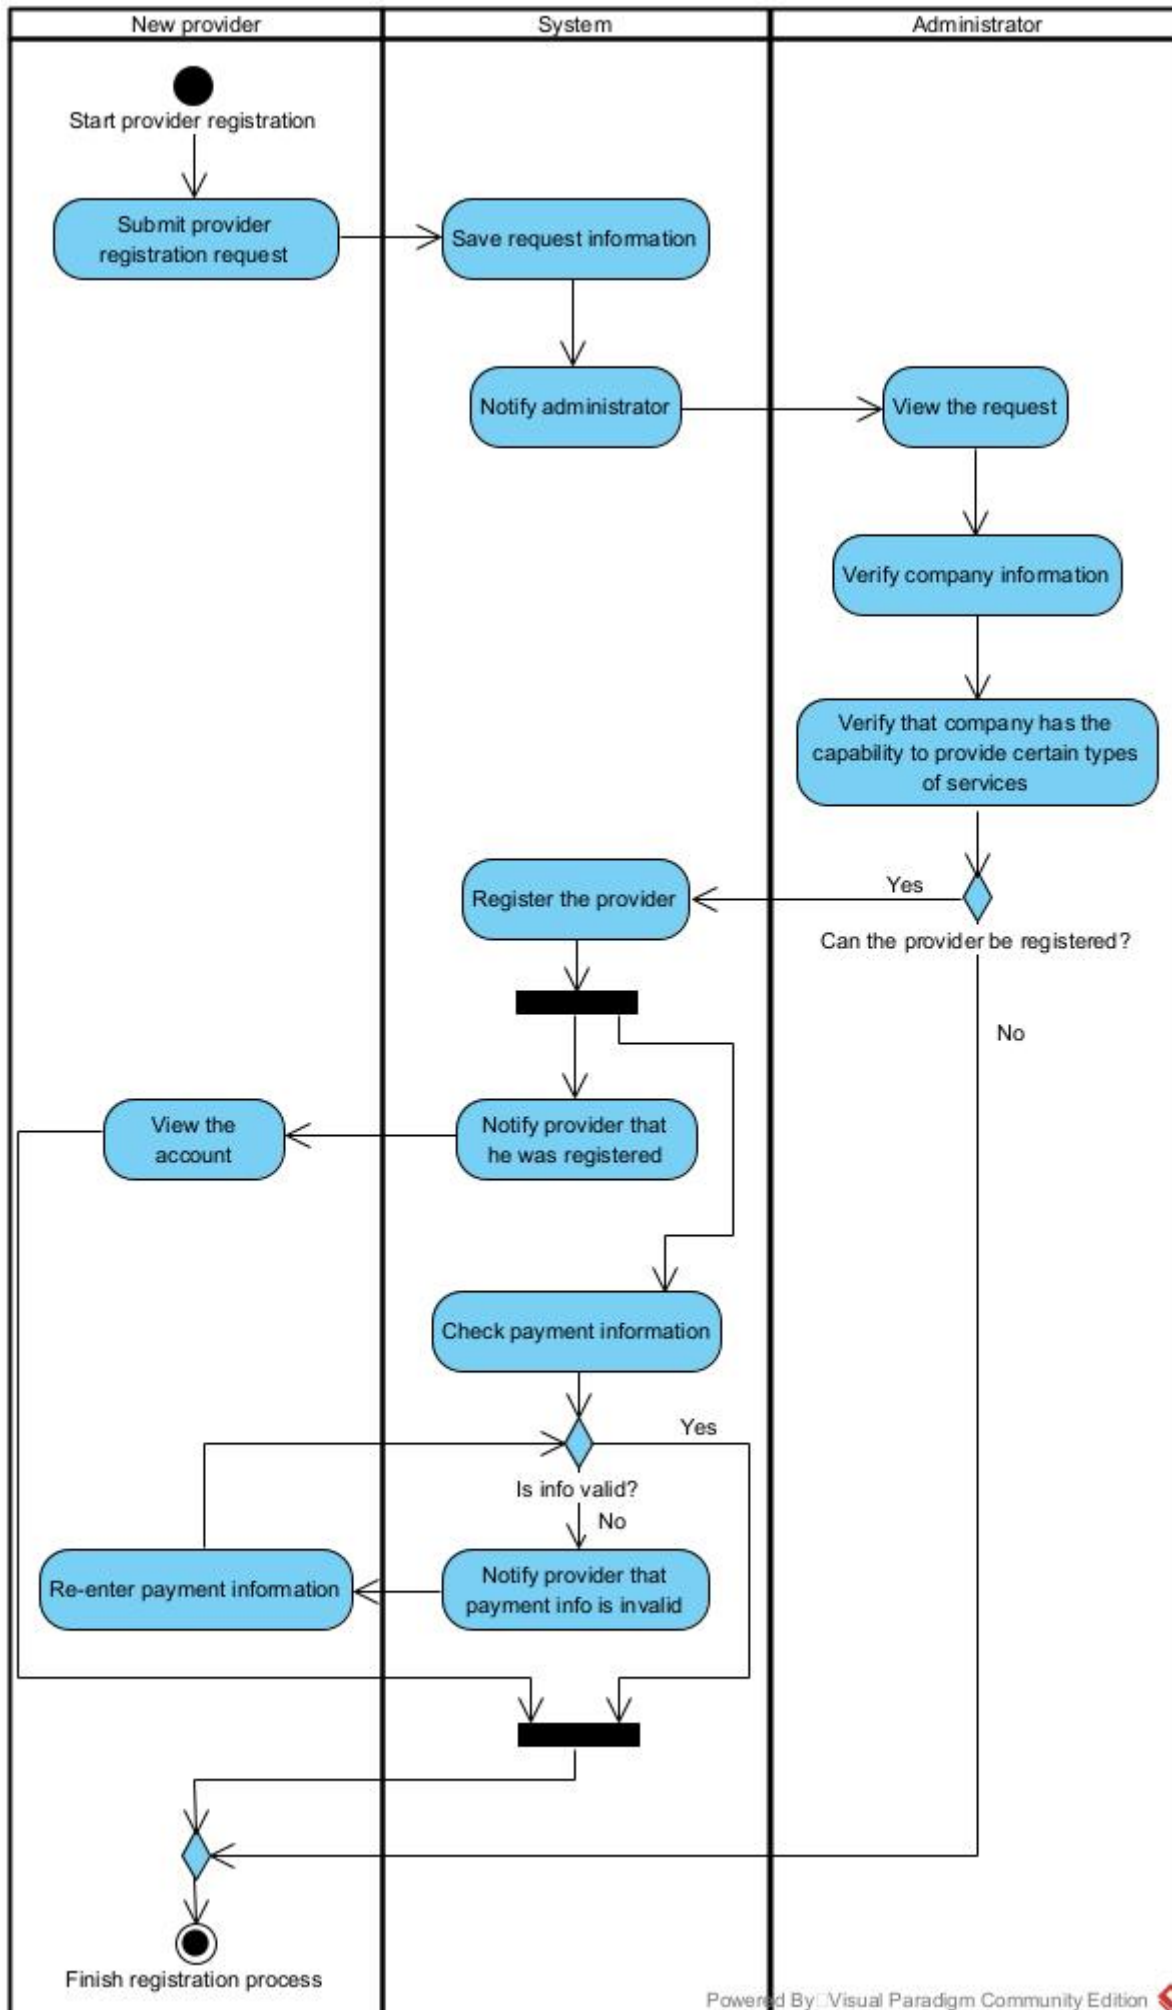 New provider
System
Administrator
Start provider registration
Submit provider
registration request
Save request information
Notify administrator
View the request
Verify company information
Verify that company has the
capability to provide certain types
of services
Register the provider
Yes
Can the provider be registered?
No
View the
account
Notify provider that
he was registered
Check payment information
Yes
Is info valid?
No
Re-enter payment information
Notify provider that
payment info is invalid
Finish registration process
Powered By Visual Paradigm Community Edition